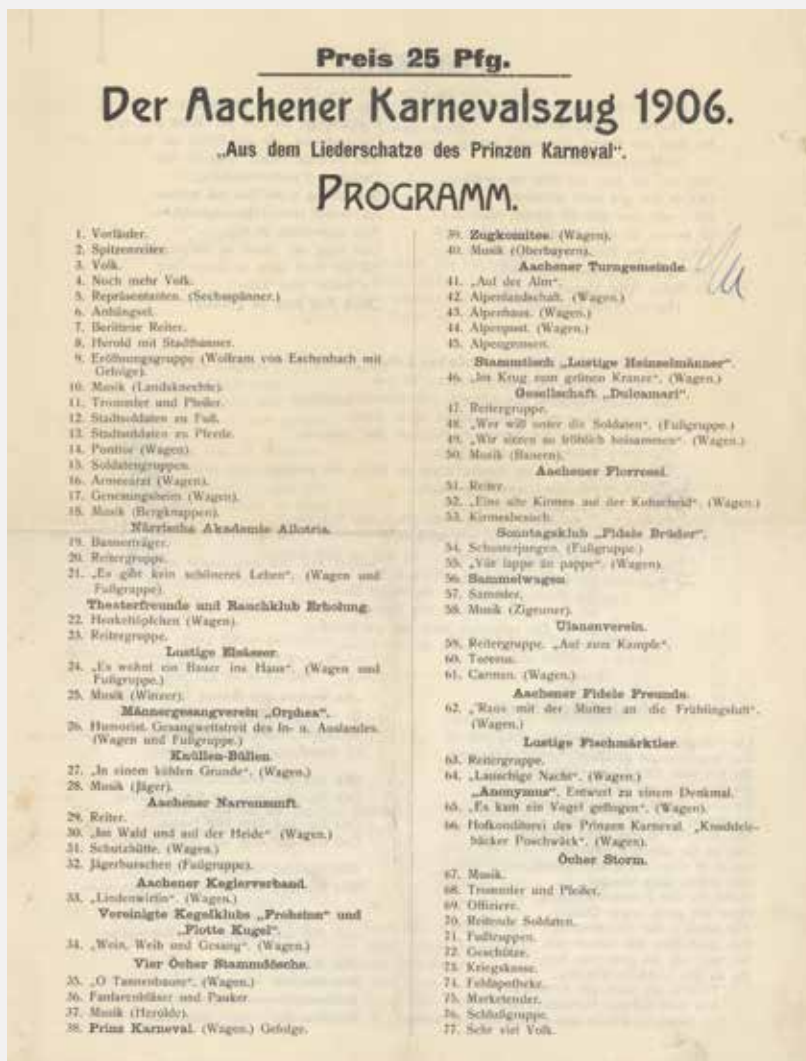 Preis 25 Pfg.
Der Aachener Karnevalszug 1906.
„Aus dem Liederschatze des Prinzen Karneval“.
PROGRAMM.
1. Vorläufer.
2. Spitzenreiter.
3. Volk.
4. Noch mehr Volk.
5. Repräsentanten. (Sechsspänner.)
6. Anhängsel.
7. Berittene Reiter.
8. Herold mit Stadtbanner.
9. Eröffnungsgruppe (Wolfram von Eschenbach mit
Gefolge).
10. Musik (Landsknechte).
11. Trommler und Pfeifer.
12. Stadtsoldaten zu Fuß.
13. Stadtsoldaten zu Pferde.
14. Ponttor (Wagen).
15. Soldatengruppen.
16. Armeearzt (Wagen).
17. Genesungsheim (Wagen).
18. Musik (Bergknappen).
Närrische Akademie Allotria.
19. Bannerträger.
20. Reitergruppe.
21. „Es gibt kein schöneres Leben“. (Wagen und
Fußgruppe).
Theaterfreunde und Rauchklub Erholung.
22. Henkeltöpfchen (Wagen).
23. Reitergruppe.
Lustige
24. „Es wohnt ein Bauer ins Haus“. (Wagen und
Fußgruppe.)
25. Musik (Winzer).
Männergesangverein „Orphea“.
26. Humorist. Gesangwettstreit des In- u. Auslandes.
(Wagen und Fußgruppe.)
Knüllen-Büllen.
27. „In einem kühlen Grunde“. (Wagen.)
28. Musik (Jäger).
Aachener Narrenzunft.
29. Reiter.
30. „Im Wald und auf der Heide“ (Wagen.)
31. Schutzhütte. (Wagen.)
32. Jägerburschen (Fußgruppe).
Aachener Keglerverband.
33. „Lindenwirtin“. (Wagen.)
Vereinigte Kegelklubs „Frohsinn“ und
„Flotte Kugel“.
34. „Wein, Weib und Gesang“. (Wagen.)
Vier Öcher Stammdösche.
35. „O Tannenbaum“. (Wagen.)
36. Fanfarenbläser und Pauker.
37. Musik (Herolde).
38. Prinz Karneval. (Wagen.) Gefolge.
39. Zugkomitee. (Wagen).
40. Musik (Oberbayern).
Aachener Turngemeinde.
41. „Auf der Alm“.
42. Alpenlandschaft. (Wagen.)
43. Alpenhaus. (Wagen.)
44. Alpenpost. (Wagen.)
45.
Stammtisch „Lustige Heinzelmänner“.
46. „Im Krug zum grünen Kranze“. (Wagen.)
Gesellschaft „Dulcamari“.
47. Reitergruppe.
48. „Wer will unter die Soldaten“. (Fußgruppe.)
49. „Wir sitzen so fröhlich beisammen“. (Wagen.)
50. Musik (Bauern).
Aachener Florresei.
51. Reiter.
52. „Eine alte Kirmes auf der (Wagen.)
53. Kirmesbesuch.
Sonntagsklub „Fidele Brüder“.
54. Schusterjungen. (Fußgruppe.)
55. „Vür lappe än pappe“. (Wagen).
56. Sammelwagen
57. Sammler.
58. Musik (Zigeuner).
Ulanenverein.
59. Reitergruppe. „Auf zum Kampfe“.
60. Toreros.
61. Carmen. (Wagen.)
Aachener Fidele Freunde.
62. „Raus mit der Mutter an die Frühlingsluft“.
(Wagen.)
Lustige Fischmärktler.
63. Reitergruppe.
64. „Lauschige Nacht“. (Wagen.)
„Anonymus“. Entwurf zu einem Denkmal.
65. „Es kam ein Vogel geflogen“. (Wagen).
66. Hofkonditorei des Prinzen Karneval.
bäcker Poschwäck“. (Wagen).
Öcher Storm.
67. Musik.
68. Trommler und Pfeifer.
69. Offiziere.
70. Reitende Soldaten.
71. Fußtruppen.
72. Geschütze.
73. Kriegskasse.
74. Feldapotheke.
75. Marketender.
76. Schlußgruppe.
77. Sehr viel Volk.